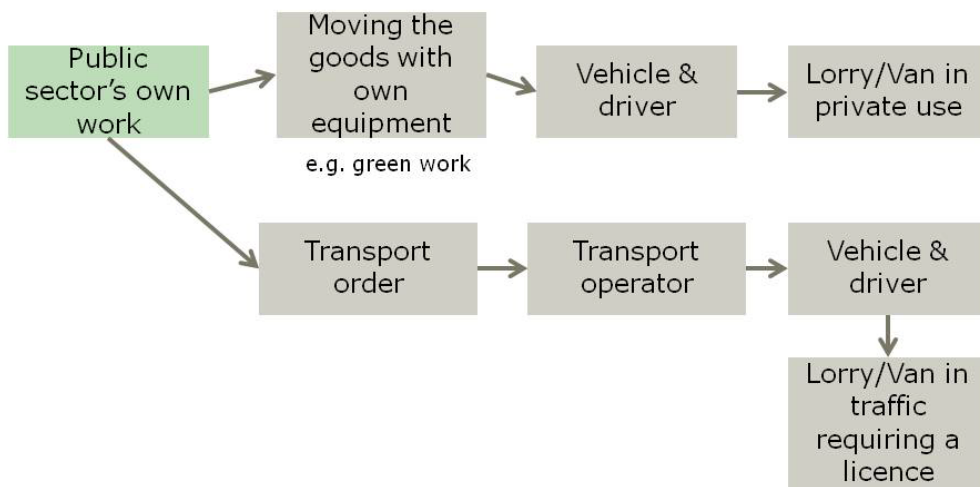 Public
sector's own
work
Moving the
goods with
own
equipment
e.g. green work
Vehicle &
driver
Lorry/Van in
private use
Transport
order
Transport
operator
Vehicle &
driver
Lorry/Van in
traffic
requiring a
licence